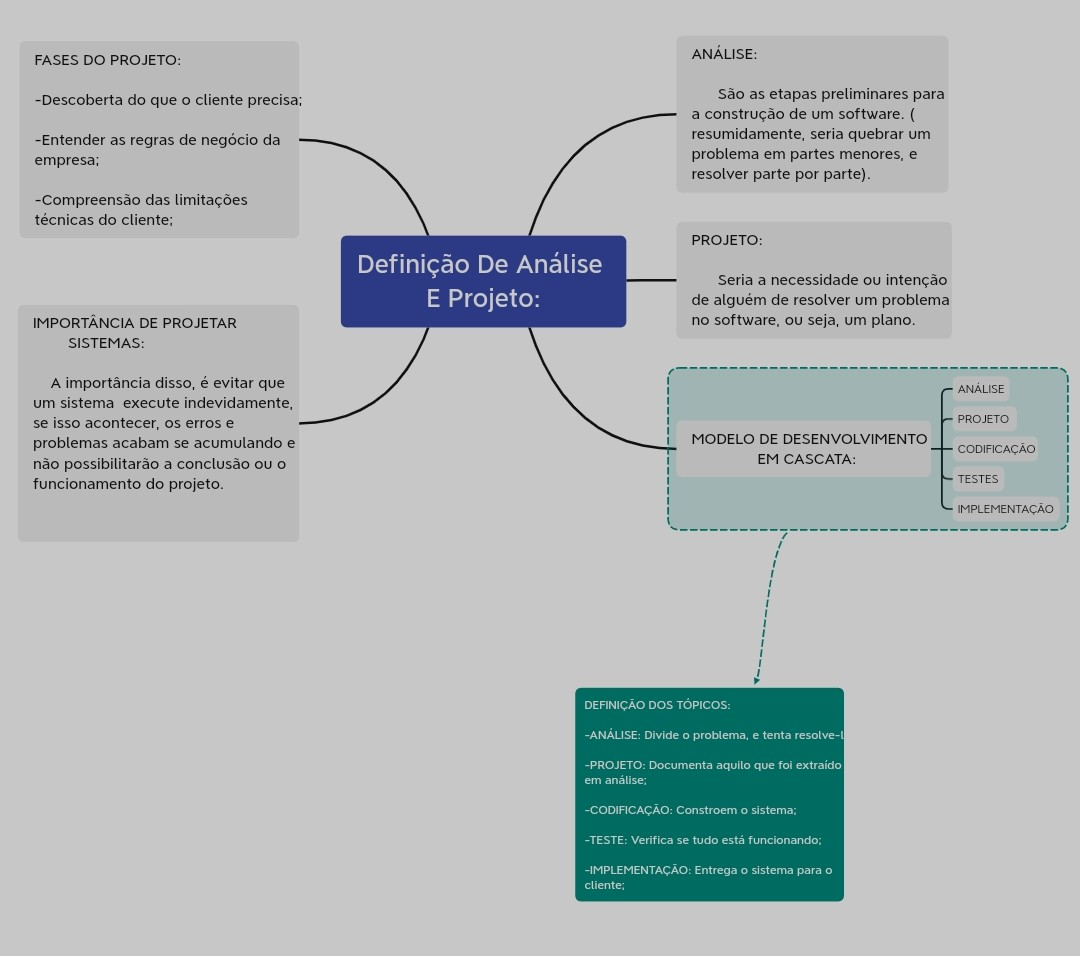 FASES DO PROJETO:
-Descoberta do que o cliente precisa;
-Entender as regras de negócio da
empresa;
-Compreensão das limitações
técnicas do cliente;
IMPORTÂNCIA DE PROJETAR
SISTEMAS:
A importância disso, é evitar que
um sistema execute indevidamente,
se isso acontecer, os erros e
problemas acabam se acumulando e
não possibilitarão a conclusão ou o
funcionamento do projeto.
Definição De Análise
E Projeto:
ANÁLISE:
São as etapas preliminares para
a construção de um software. (
resumidamente, seria quebrar um
problema em partes menores, e
resolver parte por parte).
PROJETO:
Seria a necessidade ou intenção
de alguém de resolver um problema
no software, ou seja, um plano.
MODELO DE DESENVOLVIMENTO
EM CASCATA:
ANÁLISE
PROJETO
CODIFICAÇÃO
TESTES
IMPLEMENTAÇÃO
DEFINIÇÃO DOS TÓPICOS:
-ANÁLISE: Divide o problema, e tenta
-PROJETO: Documenta aquilo que foi extraído
em análise;
-CODIFICAÇÃO: Constroem o sistema;
-TESTE: Verifica se tudo está funcionando;
-IMPLEMENTAÇÃO: Entrega o sistema para o
cliente;